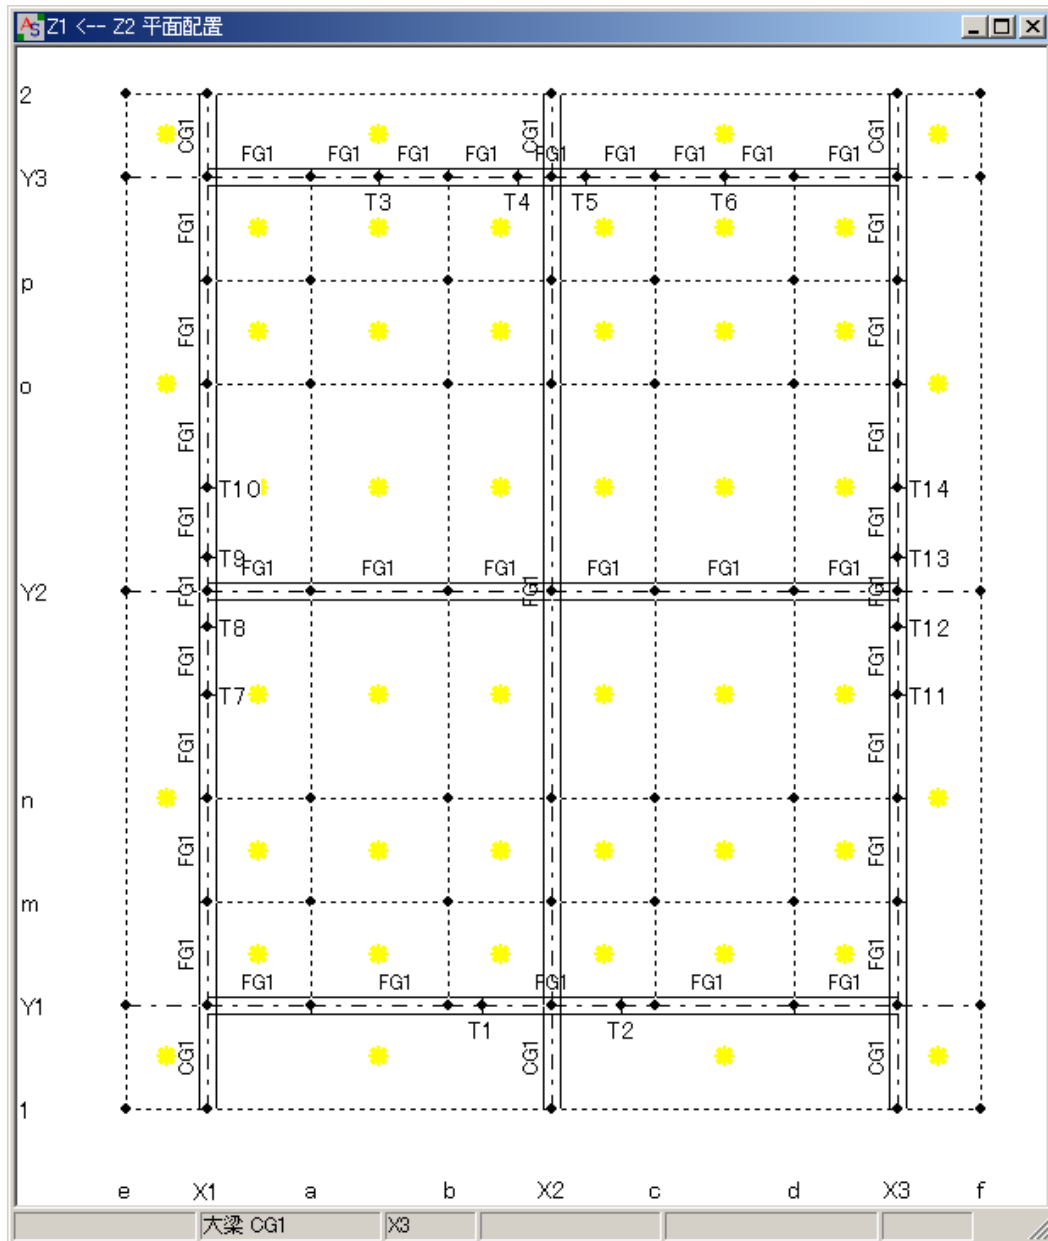 Z1 <-- Z2 平面配置
2
CG1 CG1 CG1
FG1 FG1 FG1 FG1 FG1 FG1 FG1 FG1 FG1
Y3
T3 T4 T5 T6
FG1 FG1
p
FG1 FG1
o
FG1 FG1
T10 T14
FG1 FG1
T9 T13
FG1 FG1 FG1 FG1 FG1 FG1
Y2 FG1 FG1 FG1
T8 T12
FG1 FG1
T7 T11
FG1 FG1
n
FG1 FG1
m
FG1 FG1
FG1 FG1 FG1 FG1 FG1
Y1
T1 T2
CG1 CG1 CG1
1
e X1 a b X2 c d X3 f
大梁 CG1 X3